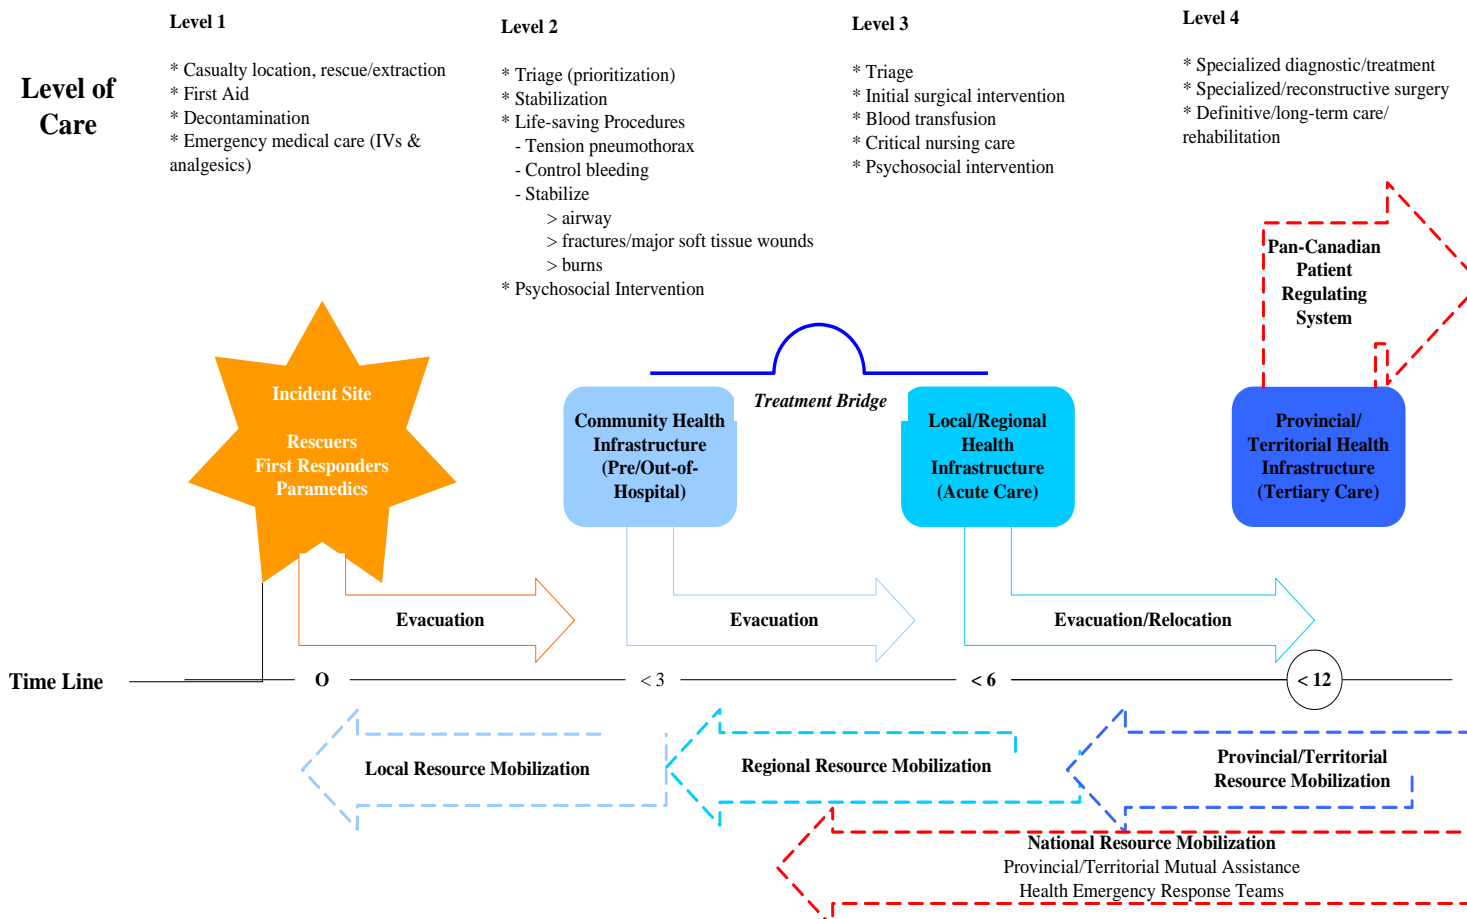 Level of
Care
Level 1
* Casualty location, rescue/extraction
* First Aid
* Decontamination
* Emergency medical care (IVs &
analgesics)
Level 2
* Triage (prioritization)
* Stabilization
* Life-saving Procedures
- Tension pneumothorax
- Control bleeding
- Stabilize
> airway
> fractures/major soft tissue wounds
> burns
* Psychosocial Intervention
Level 3
* Triage
* Initial surgical intervention
* Blood transfusion
* Critical nursing care
* Psychosocial intervention
Level 4
* Specialized diagnostic/treatment
* Specialized/reconstructive surgery
* Definitive/long-term care/
rehabilitation
Pan-Canadian
Patient
Regulating
System
Incident Site
Rescuers
First Responders
Paramedics
Community Health
Infrastructure
(Pre/Out-of-
Hospital)
Treatment Bridge
Local/Regional
Health
Infrastructure
(Acute Care)
Provincial/
Territorial Health
Infrastructure
(Tertiary Care)
Evacuation
Evacuation
Evacuation/Relocation
Time Line
O
< 3
< 6
< 12
Local Resource Mobilization
Regional Resource Mobilization
Provincial/Territorial
Resource Mobilization
National Resource Mobilization
Provincial/Territorial Mutual Assistance
Health Emergency Response Teams